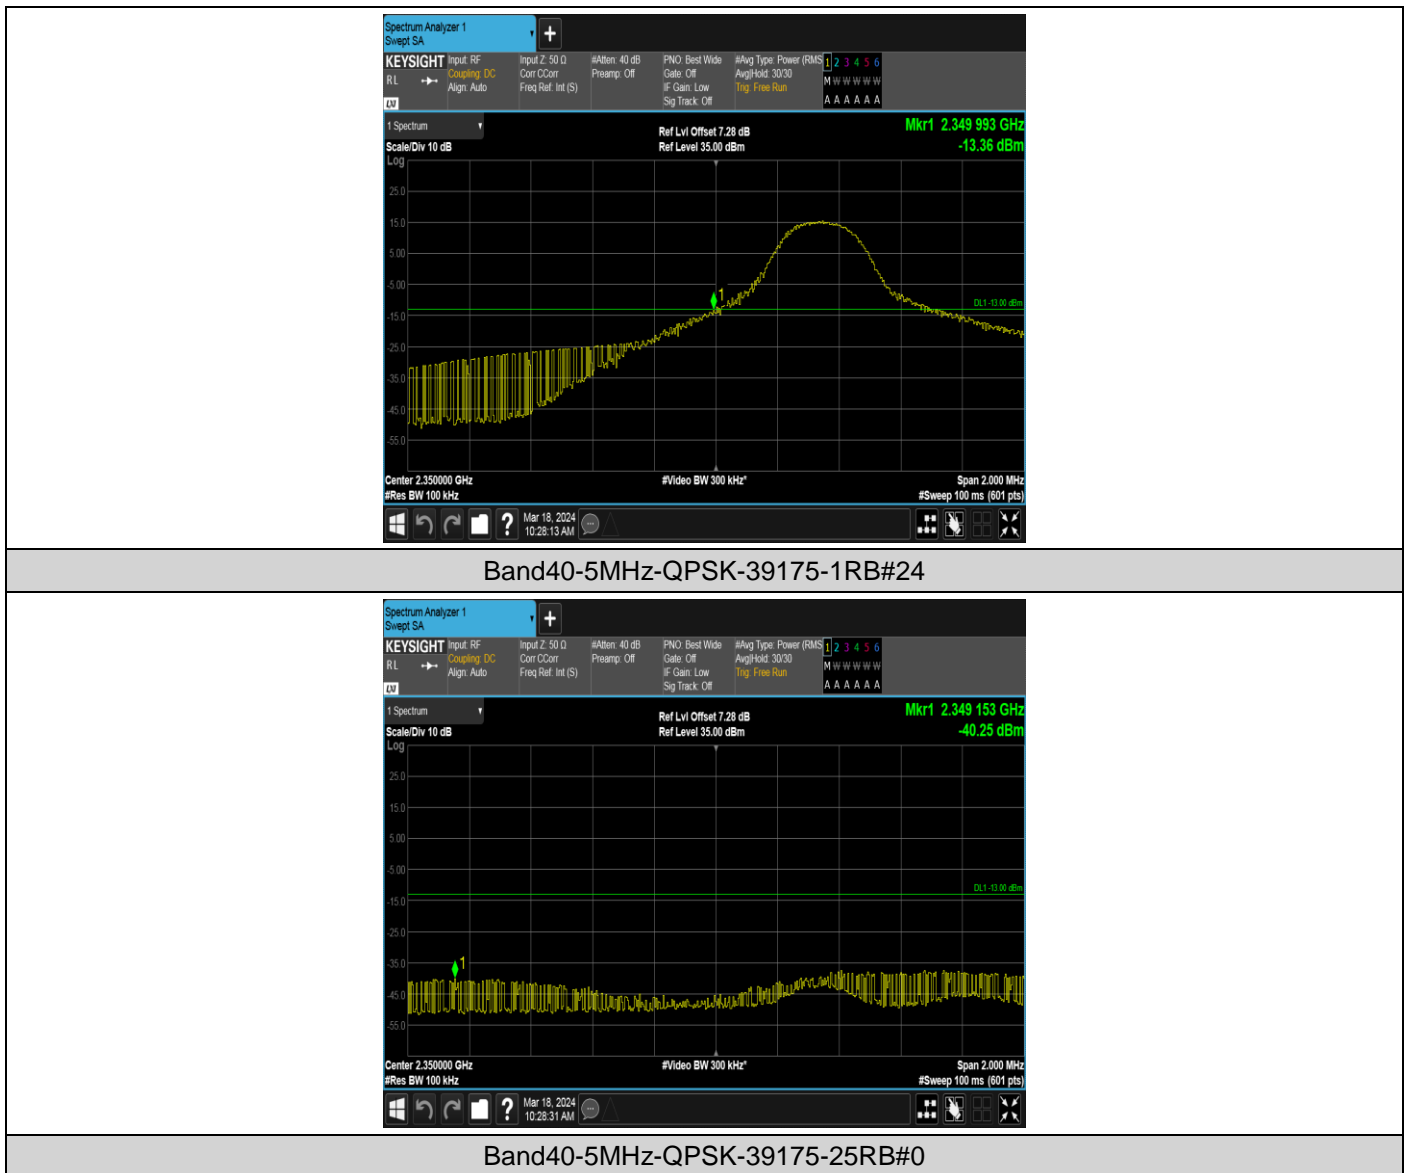 Spectrum Analyzer 1
Swept SA
+
KEYSIGHT
Input: RF
Coupling: DC
Align: Auto
Input Z: 50 Ω
Corr CCorr
Freq Ref: Int (S)
#Atten: 40 dB
Preamp: Off
PNO: Best Wide
Gate: Off
IF Gain: Low
Sig Track: Off
#Avg Type: Power (RMS
Avg|Hold: 30/30
Trig: Free Run
1 2 3 4 5 6
M W W W W W
A A A A A A
RL
LXI
1 Spectrum
Scale/Div 10 dB
Ref Lvl Offset 7.28 dB
Ref Level 35.00 dBm
Mkr1 2.349 993 GHz
-13.36 dBm
Log
25.0
15.0
5.00
-5.00
-15.0
-25.0
-35.0
-45.0
-55.0
1
DL1 -13.00 dBm
Center 2.350000 GHz
#Res BW 100 kHz
#Video BW 300 kHz*
Span 2.000 MHz
#Sweep 100 ms (601 pts)
?
Mar 18, 2024
10:28:13 AM
Band40-5MHz-QPSK-39175-1RB#24
Spectrum Analyzer 1
Swept SA
+
KEYSIGHT
Input: RF
Coupling: DC
Align: Auto
Input Z: 50 Ω
Corr CCorr
Freq Ref: Int (S)
#Atten: 40 dB
Preamp: Off
PNO: Best Wide
Gate: Off
IF Gain: Low
Sig Track: Off
#Avg Type: Power (RMS
Avg|Hold: 30/30
Trig: Free Run
1 2 3 4 5 6
M W W W W W
A A A A A A
RL
LXI
1 Spectrum
Scale/Div 10 dB
Ref Lvl Offset 7.28 dB
Ref Level 35.00 dBm
Mkr1 2.349 153 GHz
-40.25 dBm
Log
25.0
15.0
5.00
-5.00
-15.0
-25.0
-35.0
-45.0
-55.0
1
DL1 -13.00 dBm
Center 2.350000 GHz
#Res BW 100 kHz
#Video BW 300 kHz*
Span 2.000 MHz
#Sweep 100 ms (601 pts)
?
Mar 18, 2024
10:28:31 AM
Band40-5MHz-QPSK-39175-25RB#0